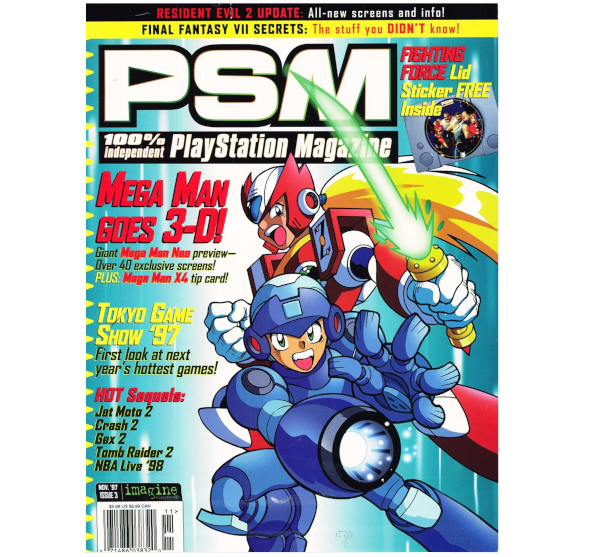 RESIDENT EVIL 2 UPDATE: All-new screens and info!
FINAL FANTASY VII SECRETS: The stuff you DIDN'T know!
PSM
100% independent PlayStation Magazine
FIGHTING
FORCE Lid
Sticker FREE
Inside
MEGA MAN
GOES 3-D!
Giant Mega Man Neo preview—
Over 40 exclusive screens!
PLUS: Mega Man X4 tip card!
TOKYO GAME
SHOW '97
First look at next
year's hottest games!
HOT Sequels:
Jet Moto 2
Crash 2
Gex 2
Tomb Raider 2
NBA Live '98
NOV. '97
ISSUE 3
imagine
$5.99 US $6.99 CAN
11>
Z